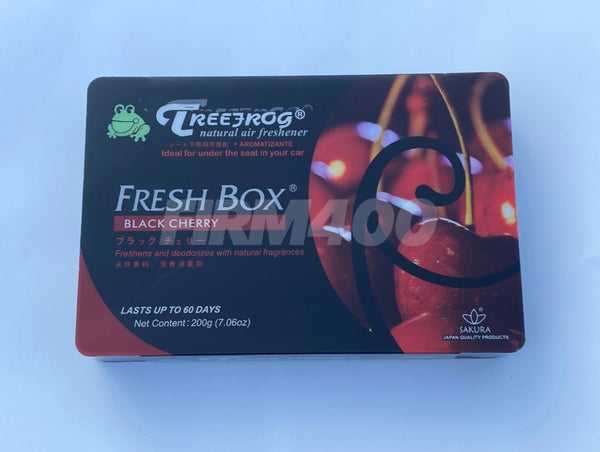 TREEFROG®
natural air freshener
シート下専用芳香剤 • AROMATIZANTE
Ideal for under the seat in your car
FRESH BOX®
BLACK CHERRY
FIRM400
ブラックチェリー
Freshens and deodorizes with natural fragrances
天然香料、芳香消臭剤
LASTS UP TO 60 DAYS
Net Content: 200g (7.06oz)
SAKURA®
JAPAN QUALITY PRODUCTS